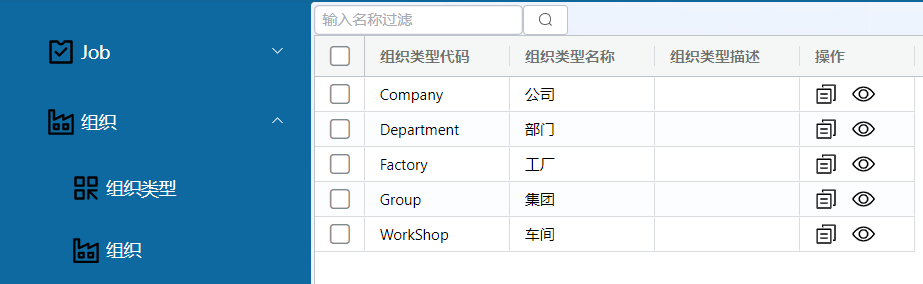 Job
组织
组织类型
组织
输入名称过滤
组织类型代码 组织类型名称 组织类型描述 操作
Company 公司
Department 部门
Factory 工厂
Group 集团
WorkShop 车间